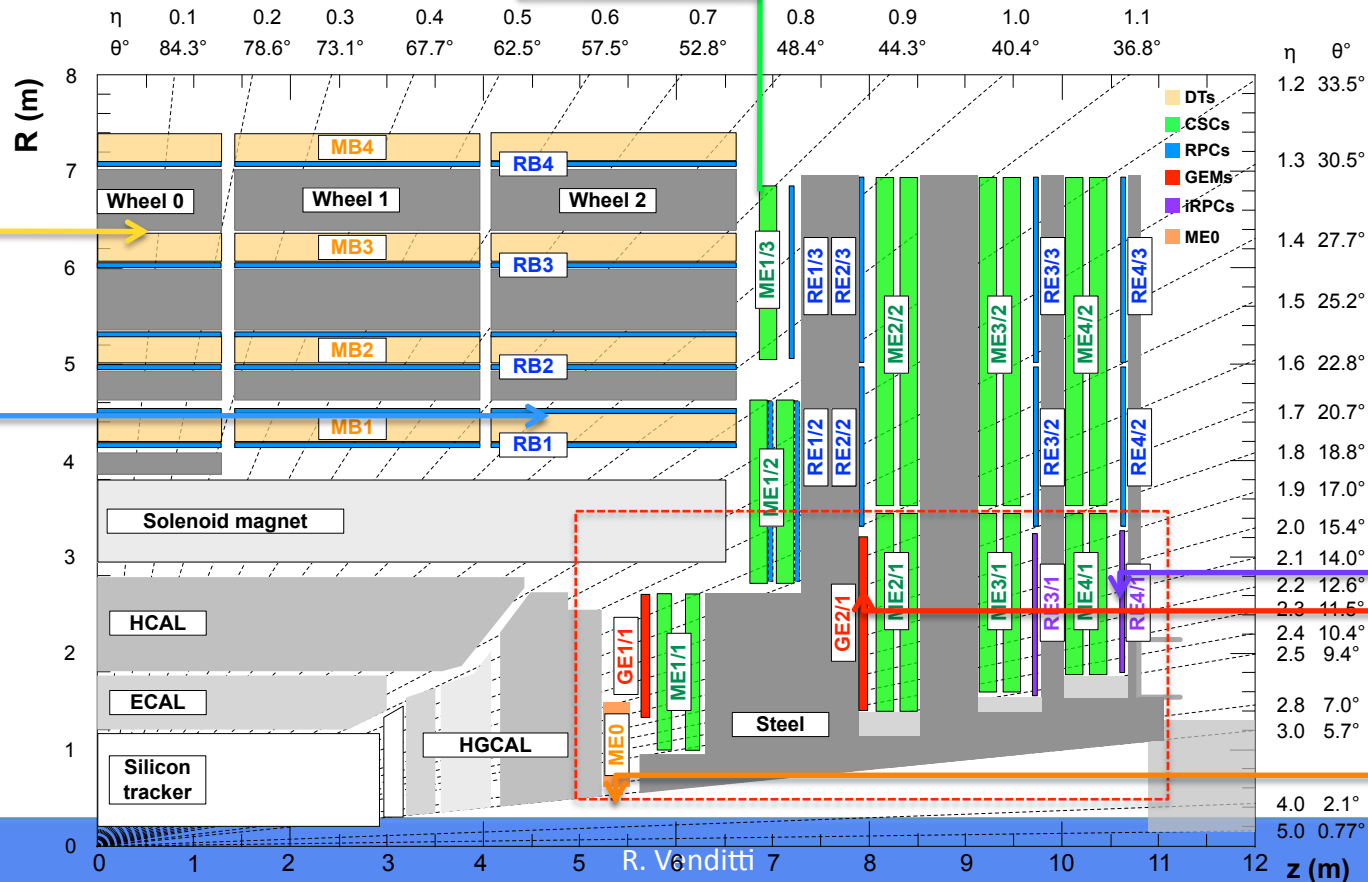 η 0.1 0.2 0.3 0.4 0.5 0.6 0.7 0.8 0.9 1.0 1.1
θ° 84.3° 78.6° 73.1° 67.7° 62.5° 57.5° 52.8° 48.4° 44.3° 40.4° 36.8° η θ°
R (m)
8
7
6
5
4
3
2
1
0
1.2 33.5°
1.3 30.5°
1.4 27.7°
1.5 25.2°
1.6 22.8°
1.7 20.7°
1.8 18.8°
1.9 17.0°
2.0 15.4°
2.1 14.0°
2.2 12.6°
2.3 11.5°
2.4 10.4°
2.5 9.4°
2.8 7.0°
3.0 5.7°
4.0 2.1°
5.0 0.77°
DTs
CSCs
RPCs
GEMs
iRPCs
ME0
MB4
RB4
Wheel 0
Wheel 1
Wheel 2
MB3
RB3
MB2
RB2
MB1
RB1
Solenoid magnet
HCAL
ECAL
Silicon
tracker
HGCAL
Steel
ME1/3
RE1/3
RE2/3
ME2/2
ME3/2
RE3/3
ME4/2
RE4/3
ME1/2
RE1/2
RE2/2
RE3/2
RE4/2
GE1/1
ME1/1
GE2/1
ME2/1
ME3/1
RE3/1
ME4/1
RE4/1
ME0
0 1 2 3 4 5 6 7 8 9 10 11 12
R. Venditti
z (m)